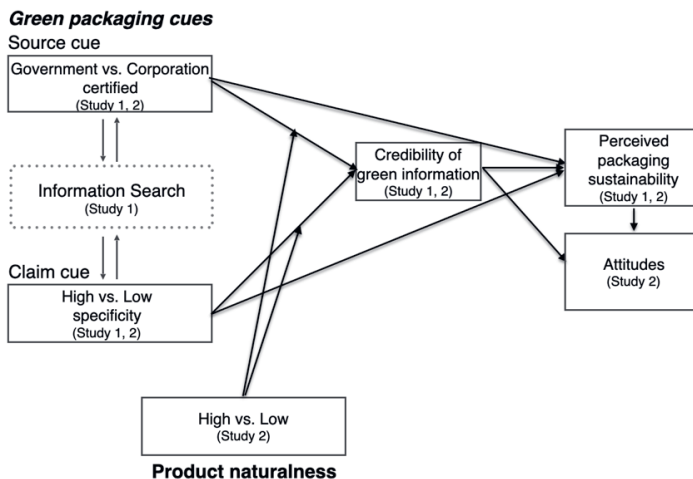 Green packaging cues
Source cue
Government vs. Corporation
certified
(Study 1, 2)
Information Search
(Study 1)
Claim cue
High vs. Low
specificity
(Study 1, 2)
Credibility of
green information
(Study 1, 2)
Perceived
packaging
sustainability
(Study 1, 2)
Attitudes
(Study 2)
High vs. Low
(Study 2)
Product naturalness